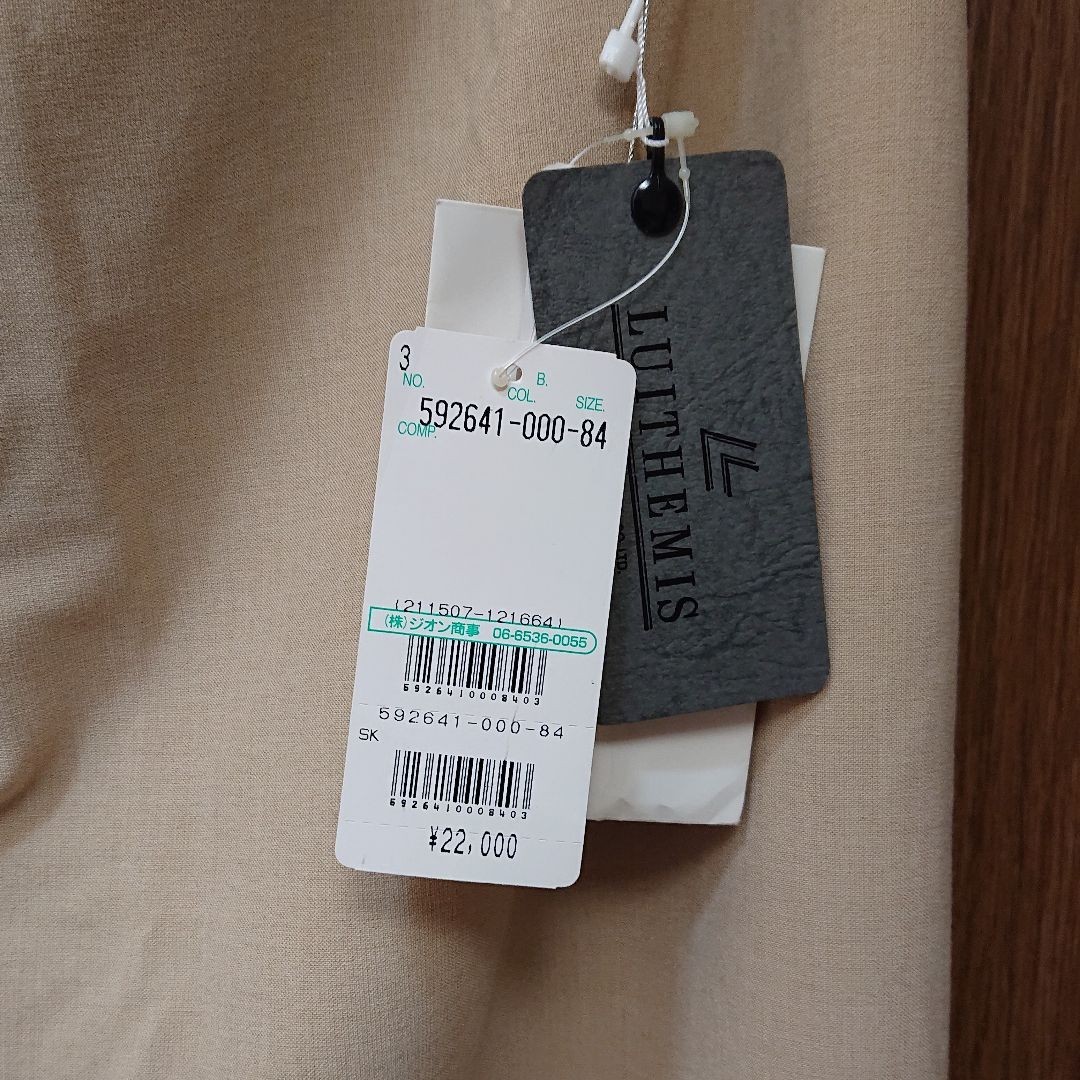 3
NO.
B.
COL.
SIZE.
592641-000-84
COMP.
(211507-121664)
(株)ジオン商事 06-6536-0055
5926410008403
592641-000-84
SK
5926410008403
¥22,000
LUITHEMIS